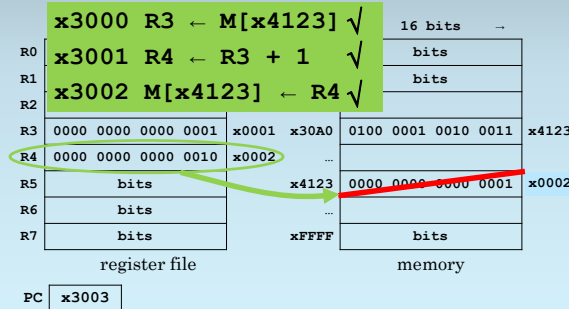 x3000 R3 ← M[x4123] √
x3001 R4 ← R3 + 1 √
x3002 M[x4123] ← R4 √
16 bits →
R0 bits
R1 bits
R2
R3 0000 0000 0000 0001 x0001 x30A0 0100 0001 0010 0011 x4123
R4 0000 0000 0000 0010 x0002 …
R5 bits x4123 0000 0000 0000 0001 x0002
R6 bits …
R7 bits xFFFF bits
register file memory
PC x3003